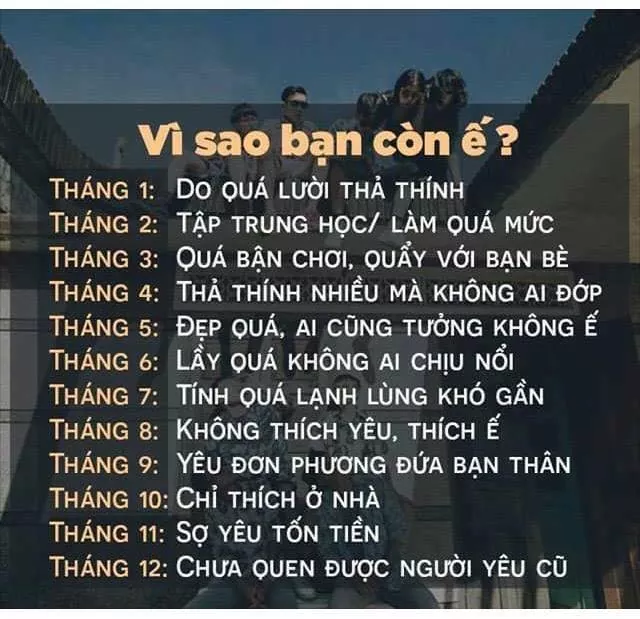 Vì sao bạn còn ế?
THÁNG 1: DO QUÁ LƯỜI THẢ THÍNH
THÁNG 2: TẬP TRUNG HỌC/ LÀM QUÁ MỨC
THÁNG 3: QUÁ BẬN CHƠI, QUẨY VỚI BẠN BÈ
THÁNG 4: THẢ THÍNH NHIỀU MÀ KHÔNG AI ĐỚP
THÁNG 5: ĐẸP QUÁ, AI CŨNG TƯỞNG KHÔNG Ế
THÁNG 6: LẦY QUÁ KHÔNG AI CHỊU NỔI
THÁNG 7: TÍNH QUÁ LẠNH LÙNG KHÓ GẦN
THÁNG 8: KHÔNG THÍCH YÊU, THÍCH Ế
THÁNG 9: YÊU ĐƠN PHƯƠNG ĐỨA BẠN THÂN
THÁNG 10: CHỈ THÍCH Ở NHÀ
THÁNG 11: SỢ YÊU TỐN TIỀN
THÁNG 12: CHƯA QUEN ĐƯỢC NGƯỜI YÊU CŨ